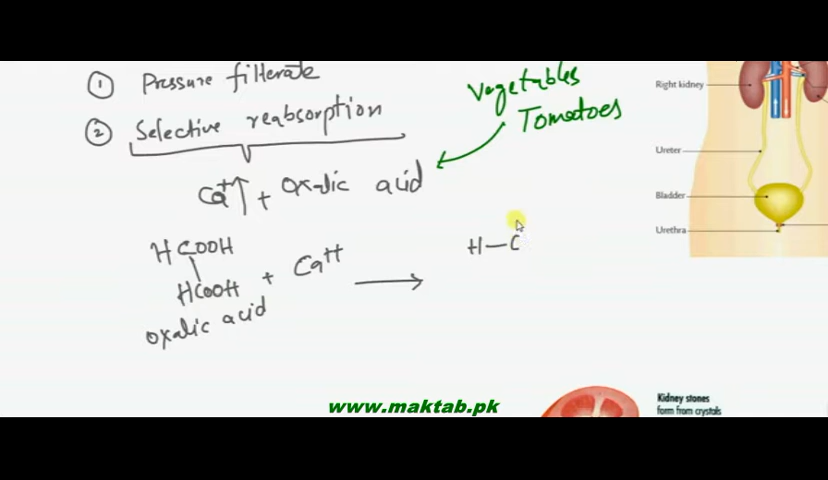 ① Pressure filterate
② Selective reabsorption
Vegetables
Tomatoes
Ca++↑ + oxalic acid
HCOOH
HCOOH + Ca++ →
H—C
oxalic acid
Right kidney
Ureter
Bladder
Urethra
Kidney stones
form from crystals
www.maktab.pk